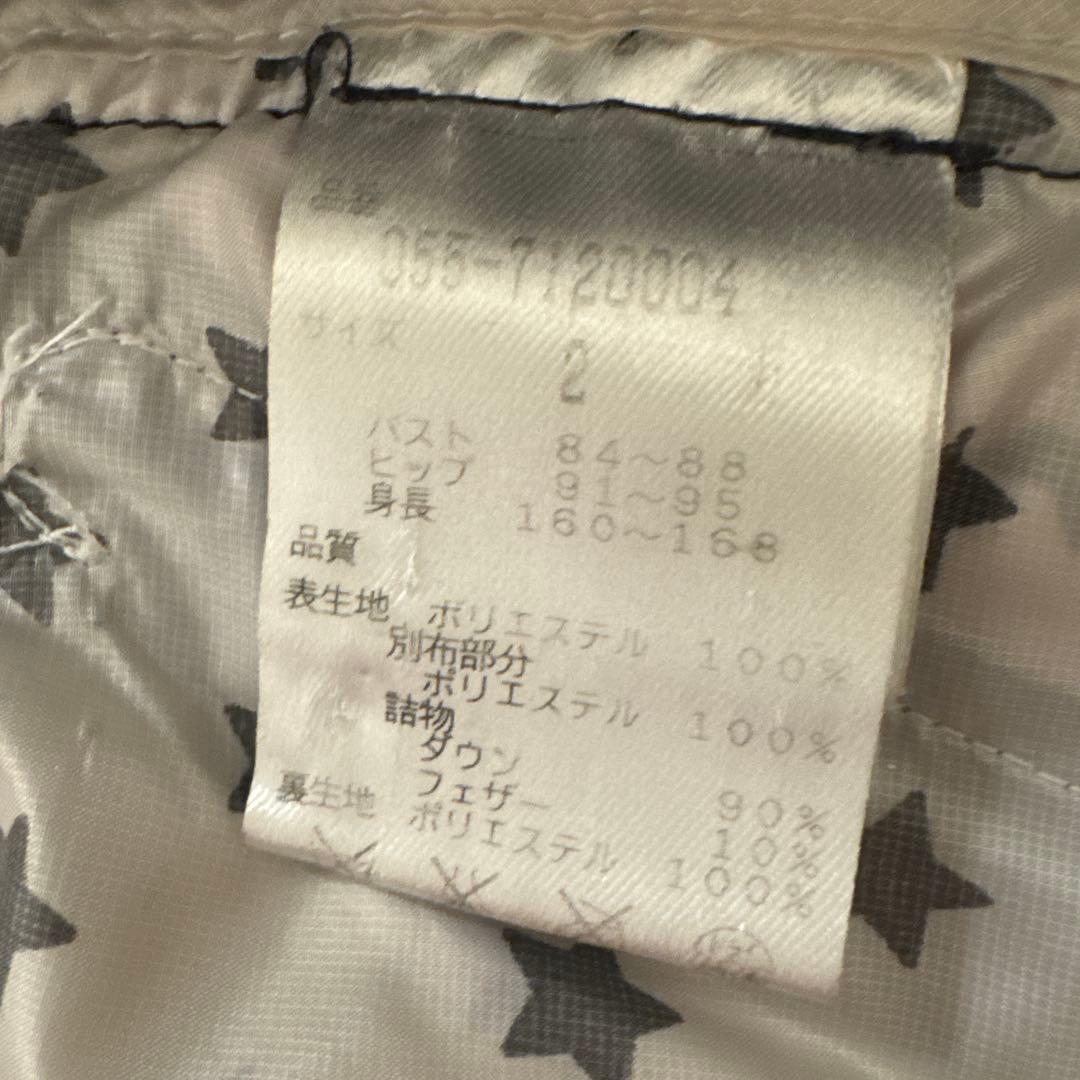 品番
055-7120004
サイズ
2
バスト 84~88
ヒップ 91~95
身長 160~168
品質
表生地 ポリエステル 100%
別布部分
ポリエステル 100%
詰物
ダウン 90%
フェザー 10%
裏生地 ポリエステル 100%